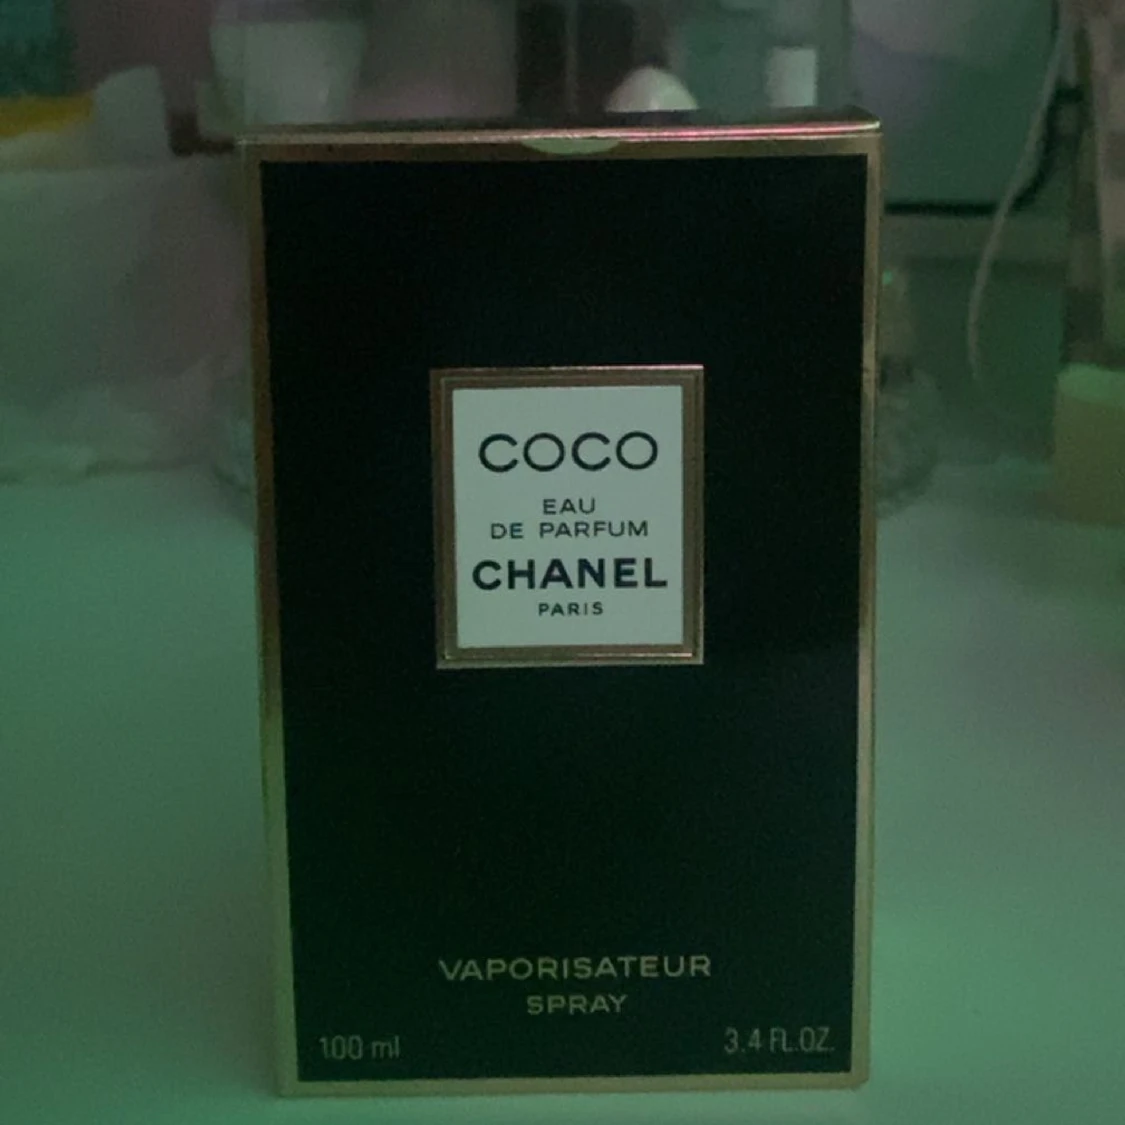 COCO
EAU
DE PARFUM
CHANEL
PARIS
VAPORISATEUR
SPRAY
100 ml
3.4 FL.OZ.